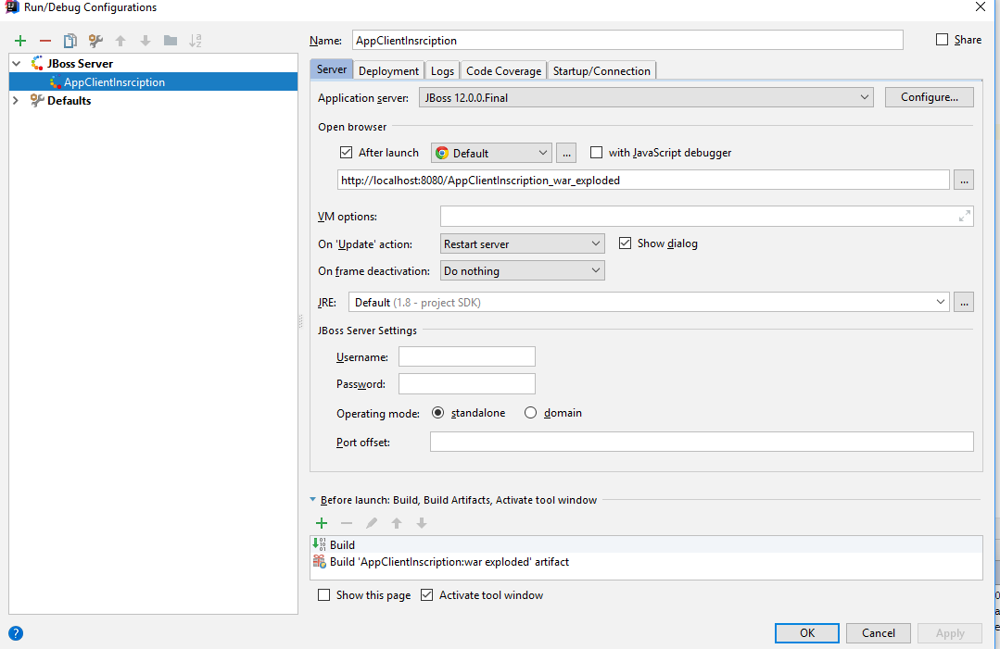 Run/Debug Configurations
Name: AppClientInsrciption Share
JBoss Server
AppClientInsrciption
Defaults
Server Deployment Logs Code Coverage Startup/Connection
Application server: JBoss 12.0.0.Final Configure...
Open browser
After launch Default ... with JavaScript debugger
http://localhost:8080/AppClientInscription_war_exploded ...
VM options:
On 'Update' action: Restart server Show dialog
On frame deactivation: Do nothing
JRE: Default (1.8 - project SDK) ...
JBoss Server Settings
Username:
Password:
Operating mode: standalone domain
Port offset:
Before launch: Build, Build Artifacts, Activate tool window
Build
Build 'AppClientInscription:war exploded' artifact
Show this page Activate tool window
? OK Cancel Apply